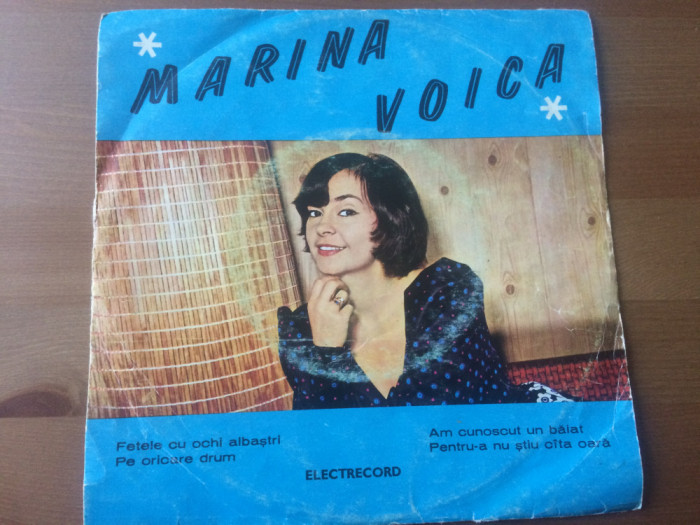 MARINA
VOICA
Fetele cu ochi albaștri
Pe oricare drum
Am cunoscut un băiat
Pentru-a nu știu cîta oară
ELECTRECORD